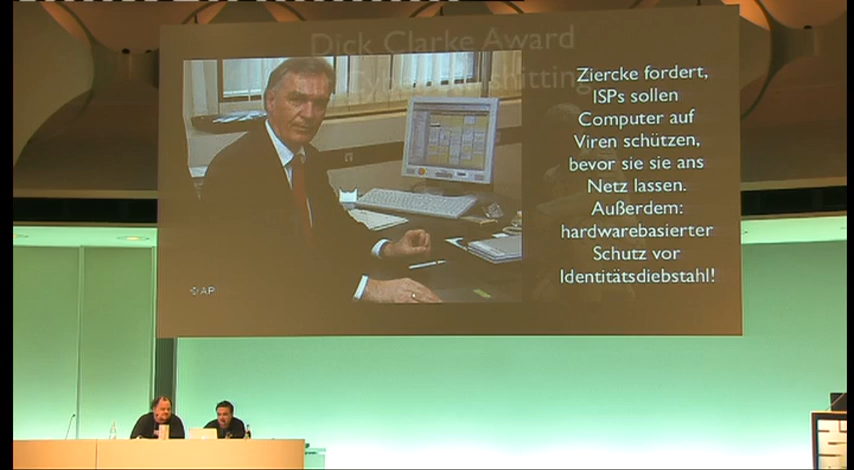 Dick Clarke Award
Ziercke fordert,
ISPs sollen
Computer auf
Viren schützen,
bevor sie sie ans
Netz lassen.
Außerdem:
hardwarebasierter
Schutz vor
Identitätsdiebstahl!
AP